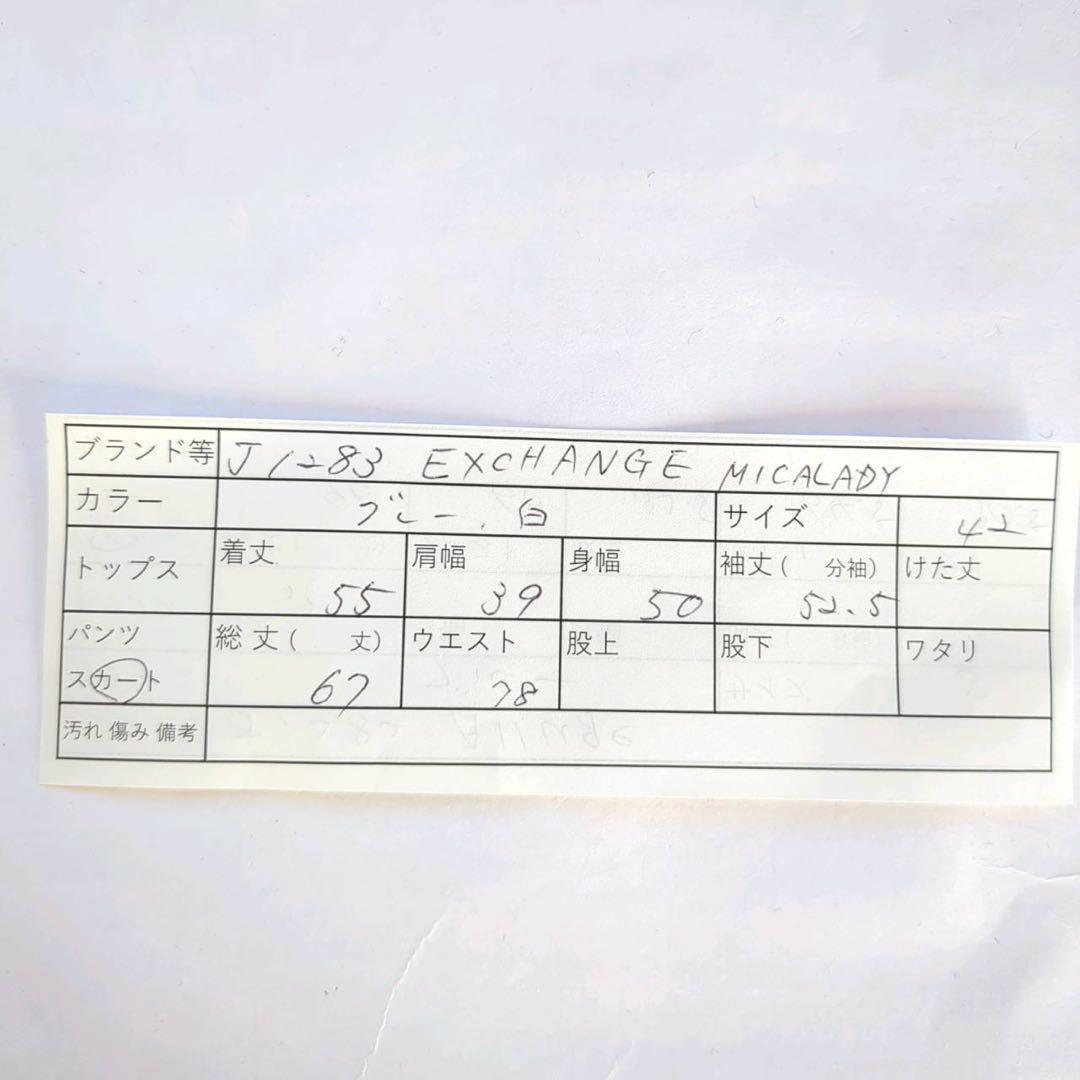 ブランド等 J1283 EXCHANGE MICALADY
カラー グレー、白 サイズ 42
トップス 着丈 55 肩幅 39 身幅 50 袖丈( 分袖) 52.5 けた丈
パンツ スカート 総丈( 丈) 67 ウエスト 78 股上 股下 ワタリ
汚れ 傷み 備考